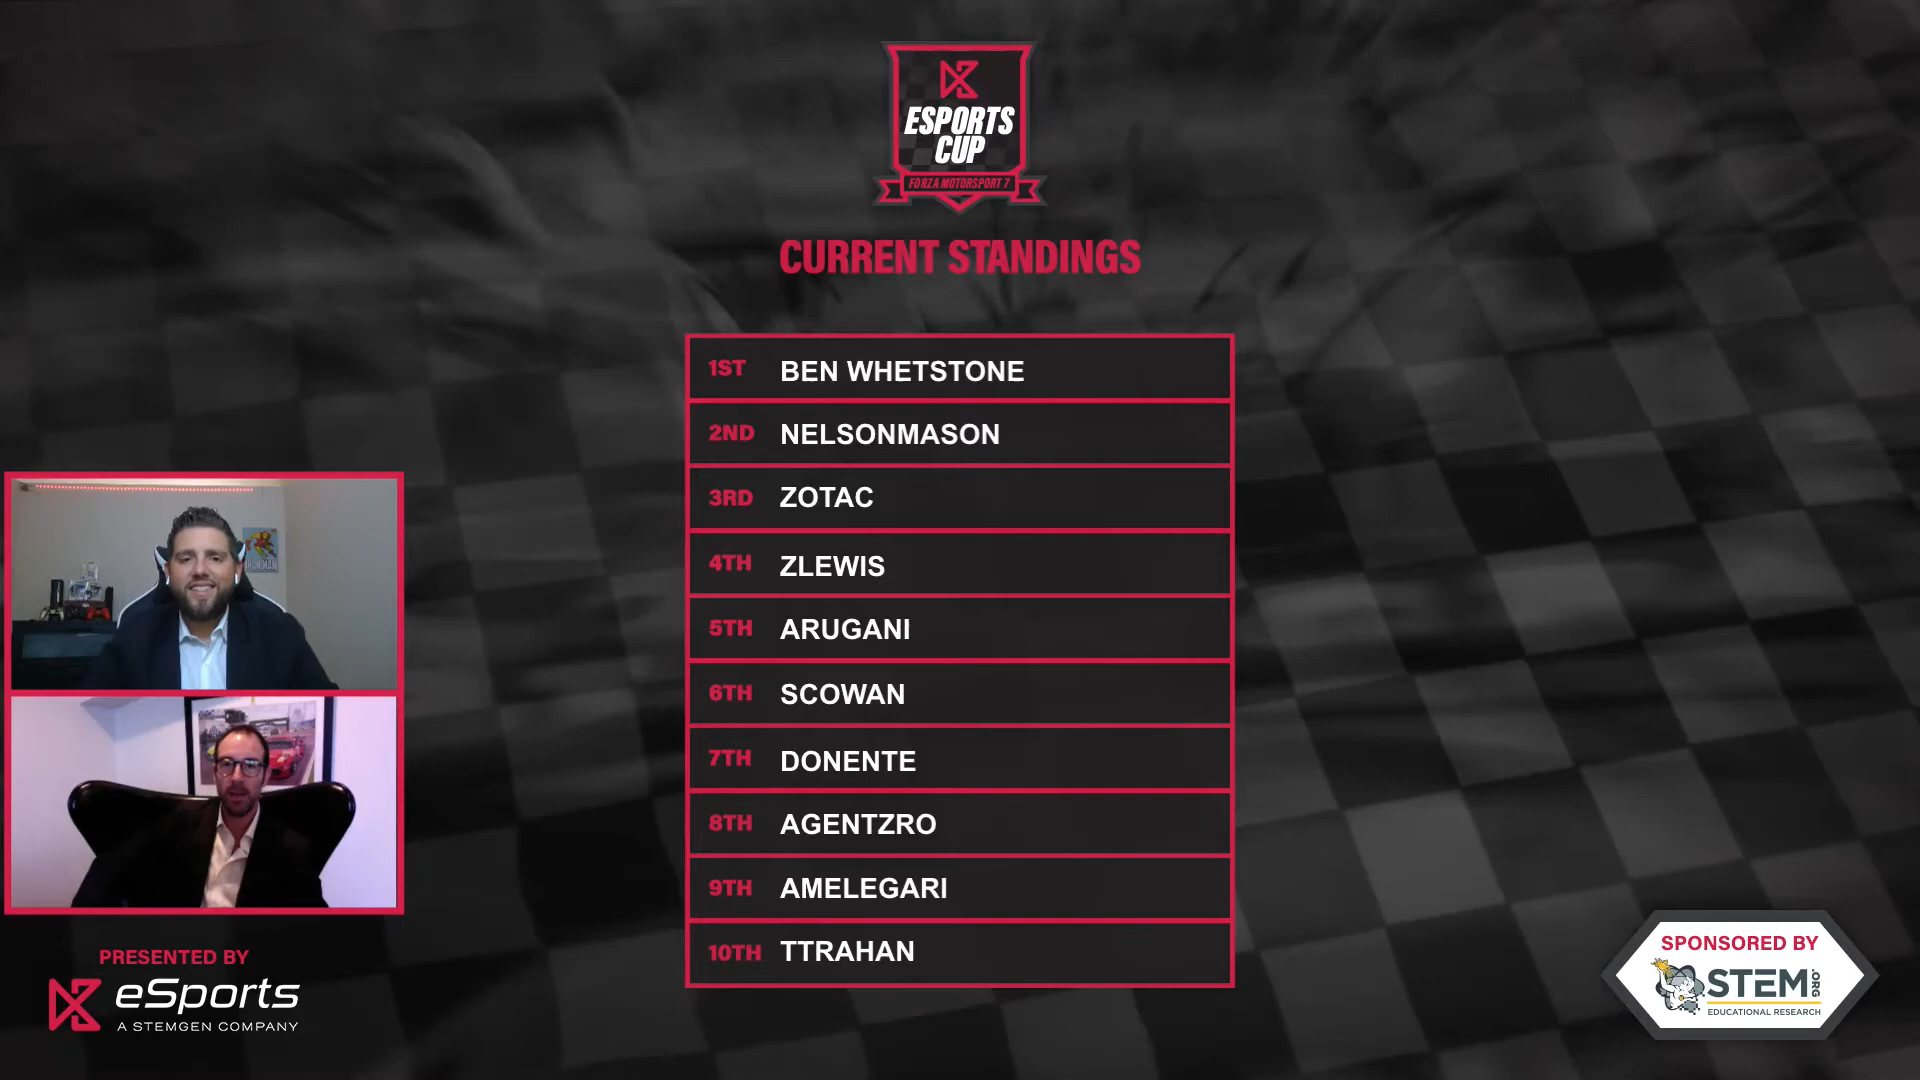 ESPORTS
CUP
FORZA MOTORSPORT 7
CURRENT STANDINGS
1ST BEN WHETSTONE
2ND NELSONMASON
3RD ZOTAC
4TH ZLEWIS
5TH ARUGANI
6TH SCOWAN
7TH DONENTE
8TH AGENTZRO
9TH AMELEGARI
10TH TTRAHAN
IRON MAN
PRESENTED BY
eSports
A STEMGEN COMPANY
SPONSORED BY
STEM.ORG
EDUCATIONAL RESEARCH